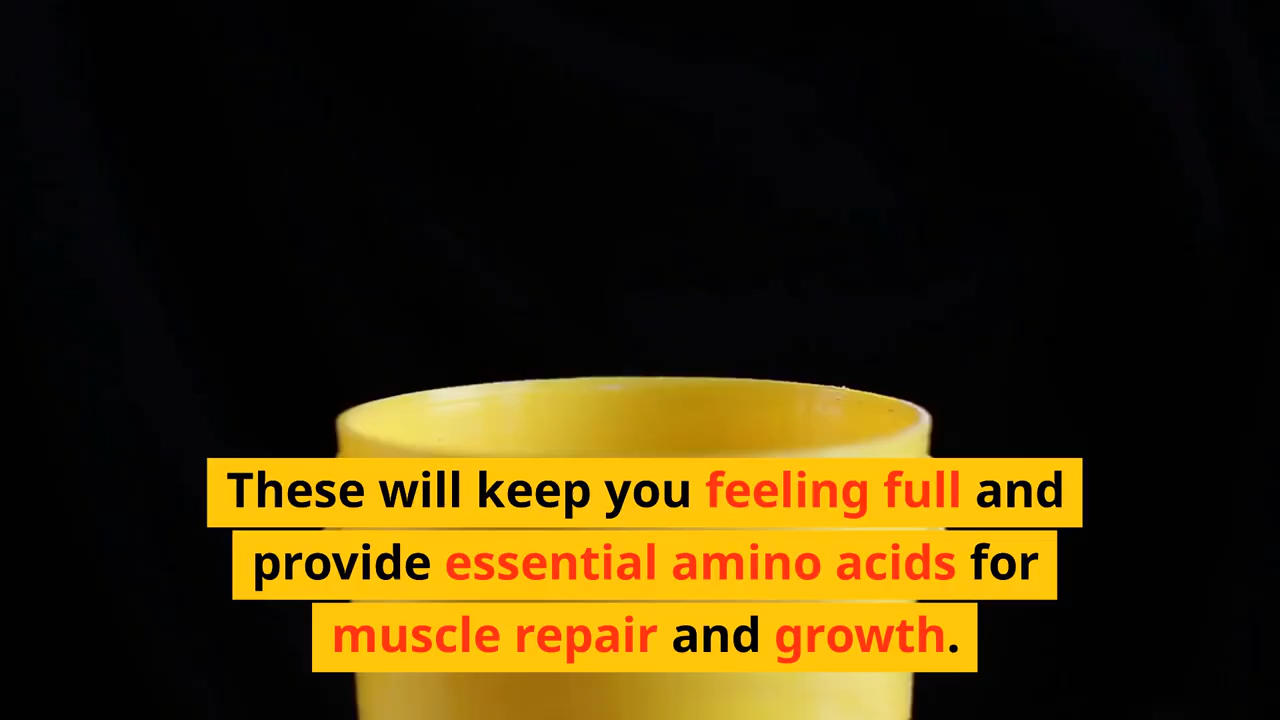 These will keep you feeling full and
provide essential amino acids for
muscle repair and growth.